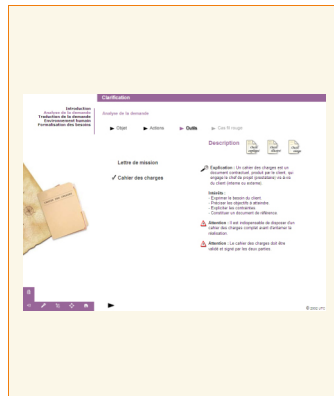 Clarification
Introduction
Analyse de la demande
Traduction de la demande
Environnement humain
Formalisation des besoins
Analyse de la demande
Objet
Actions
Outils
Cas fil rouge
Description
Lettre de mission
✓ Cahier des charges
Explication : Un cahier des charges est un
document contractuel, produit par le client, qui
engage le chef de projet (prestataire) vis-à-vis
du client (interne ou externe).
Intérêts :
- Exprimer le besoin du client.
- Préciser les objectifs à atteindre.
- Expliciter les contraintes.
- Constituer un document de référence.
Attention : Il est indispensable de disposer d'un
cahier des charges complet avant d'entamer la
réalisation.
Attention : Le cahier des charges doit être
validé et signé par les deux parties.